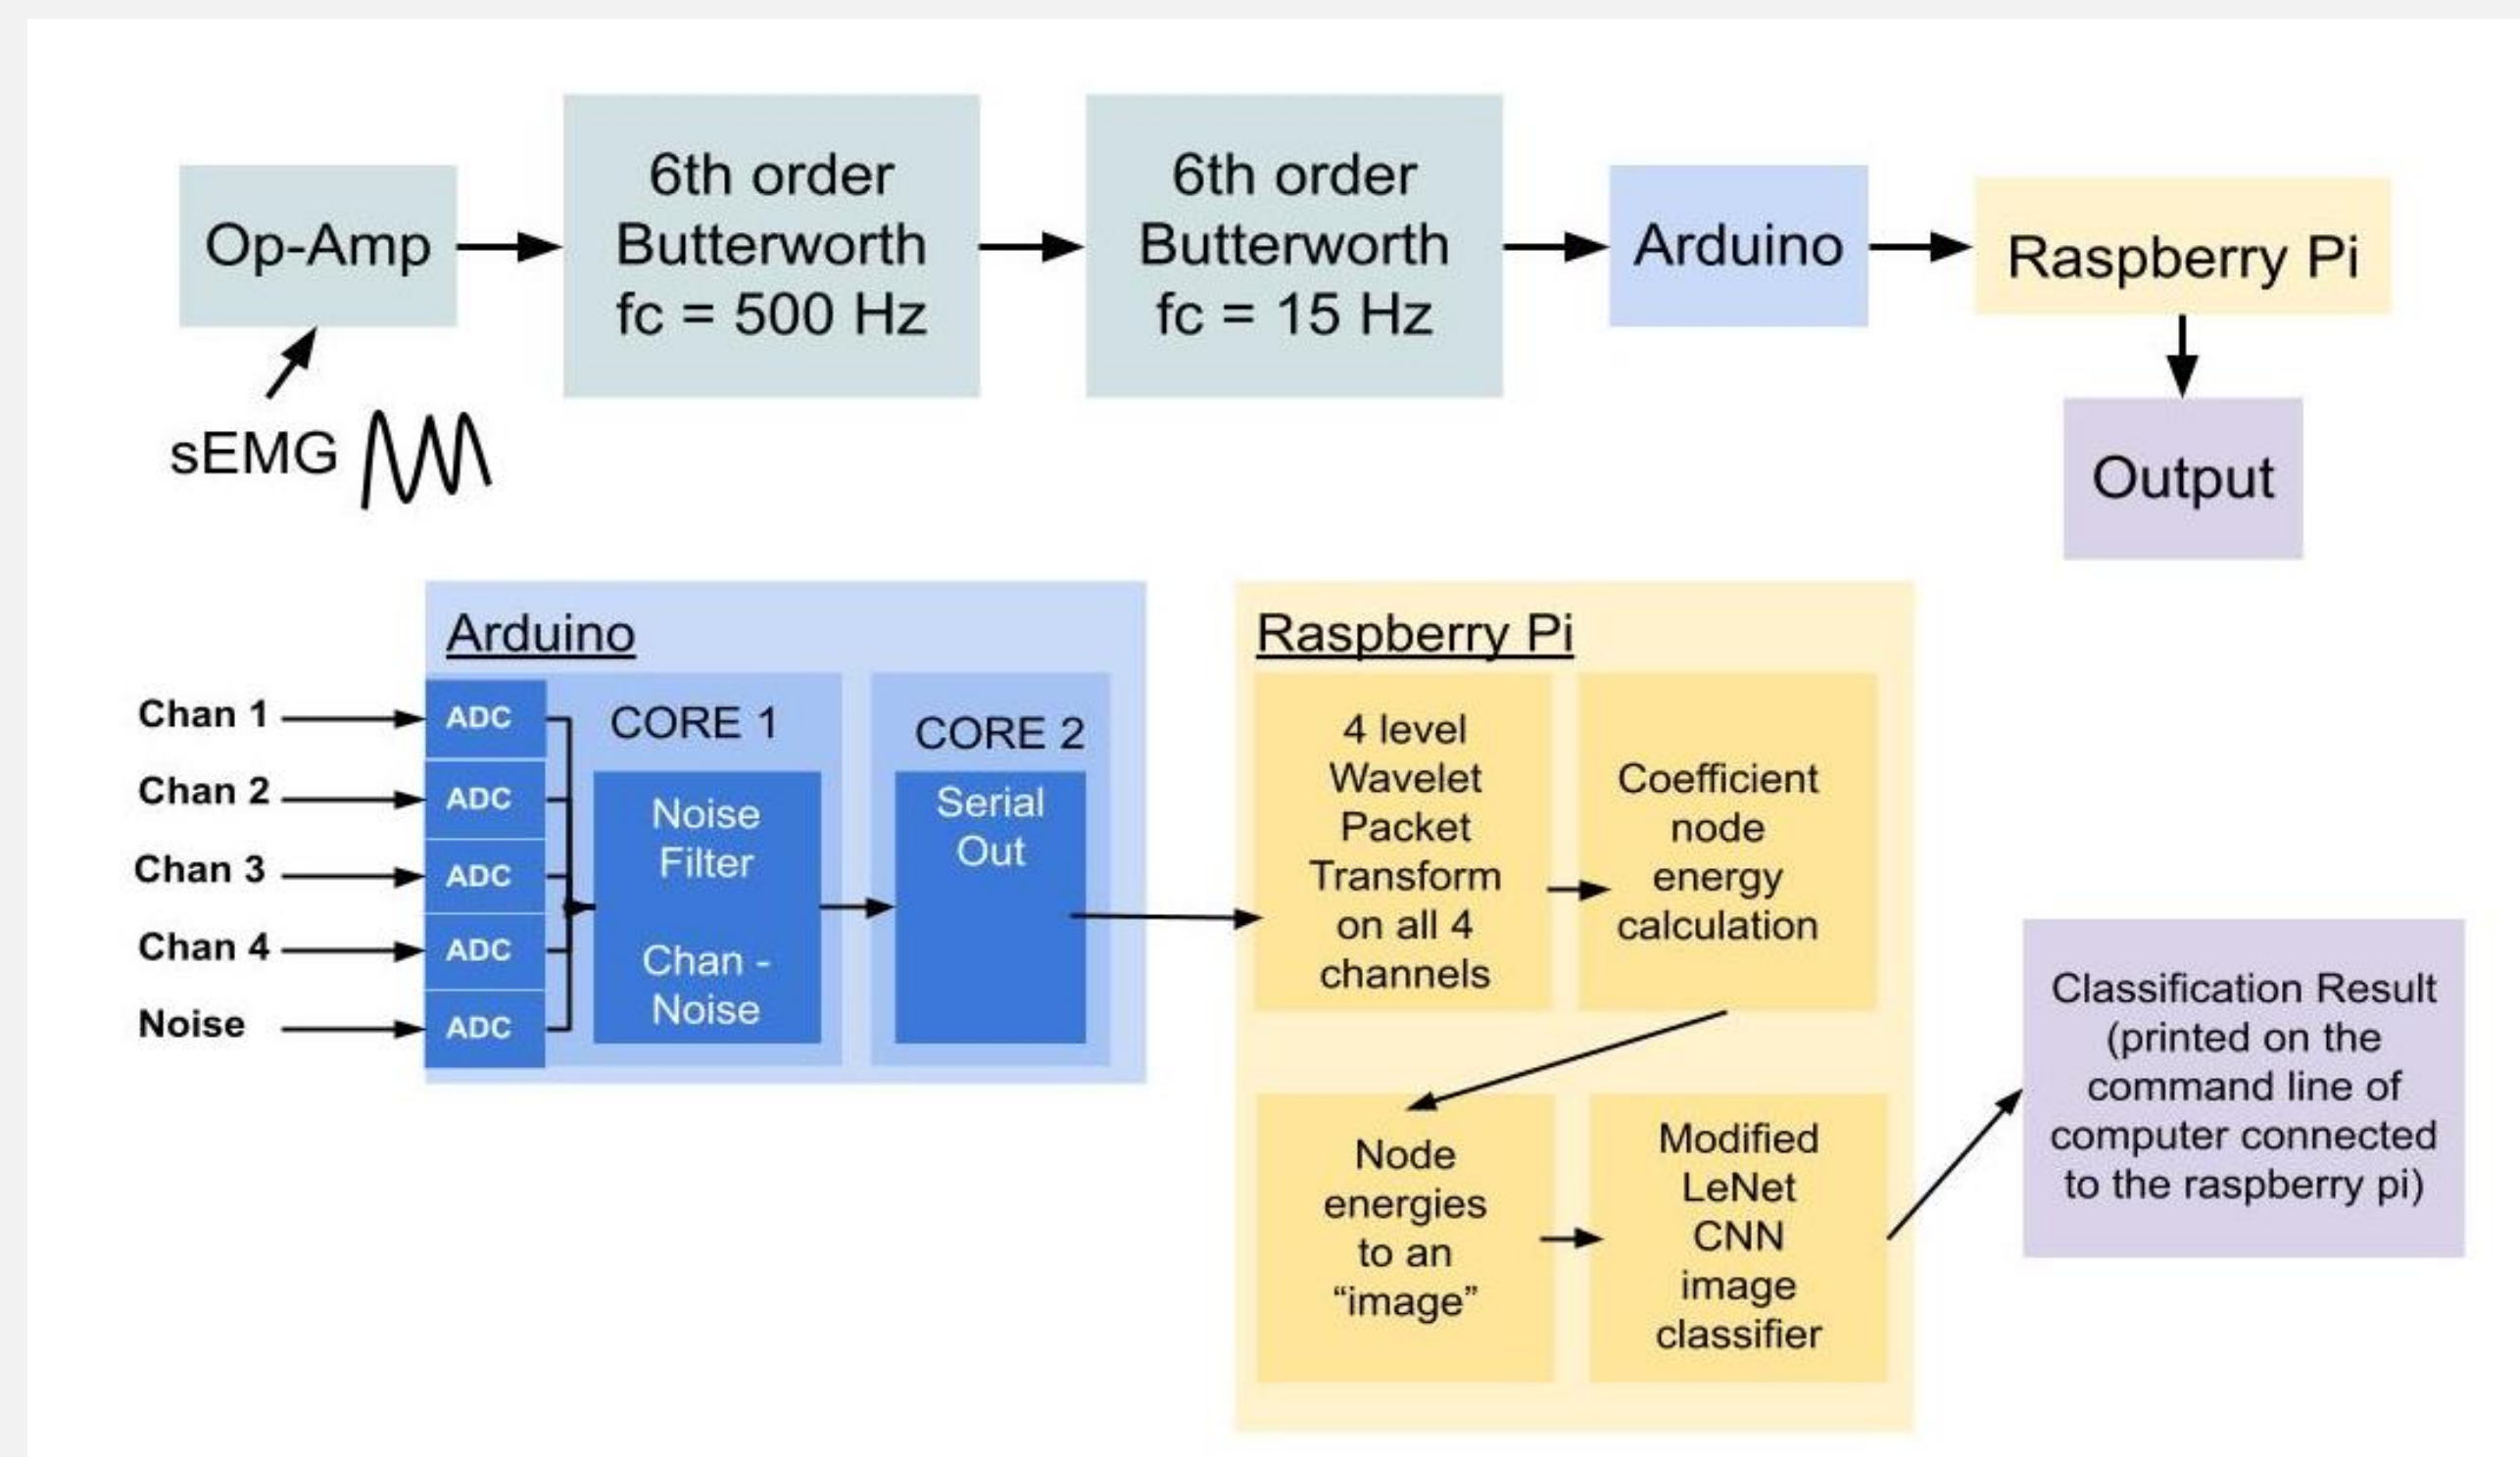 Op-Amp
6th order
Butterworth
fc = 500 Hz
6th order
Butterworth
fc = 15 Hz
Arduino
Raspberry Pi
sEMG
Output
Arduino
Chan 1
Chan 2
Chan 3
Chan 4
Noise
ADC
ADC
ADC
ADC
ADC
CORE 1
Noise
Filter
Chan -
Noise
CORE 2
Serial
Out
Raspberry Pi
4 level
Wavelet
Packet
Transform
on all 4
channels
Coefficient
node
energy
calculation
Node
energies
to an
“image”
Modified
LeNet
CNN
image
classifier
Classification Result
(printed on the
command line of
computer connected
to the raspberry pi)